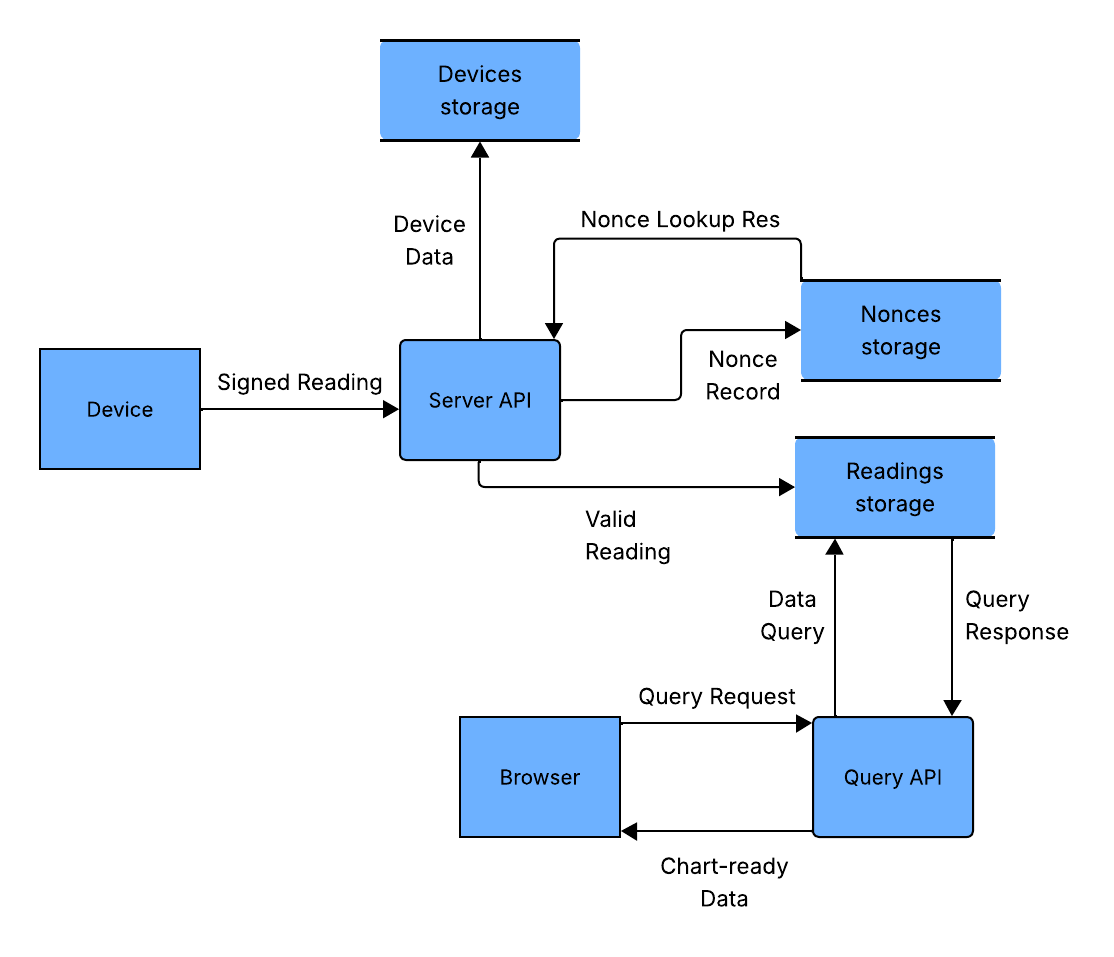 Devices
storage
Device
Data
Nonce Lookup Res
Nonces
storage
Nonce
Record
Signed Reading
Device
Server API
Readings
storage
Valid
Reading
Data
Query
Query
Response
Query Request
Browser
Query API
Chart-ready
Data